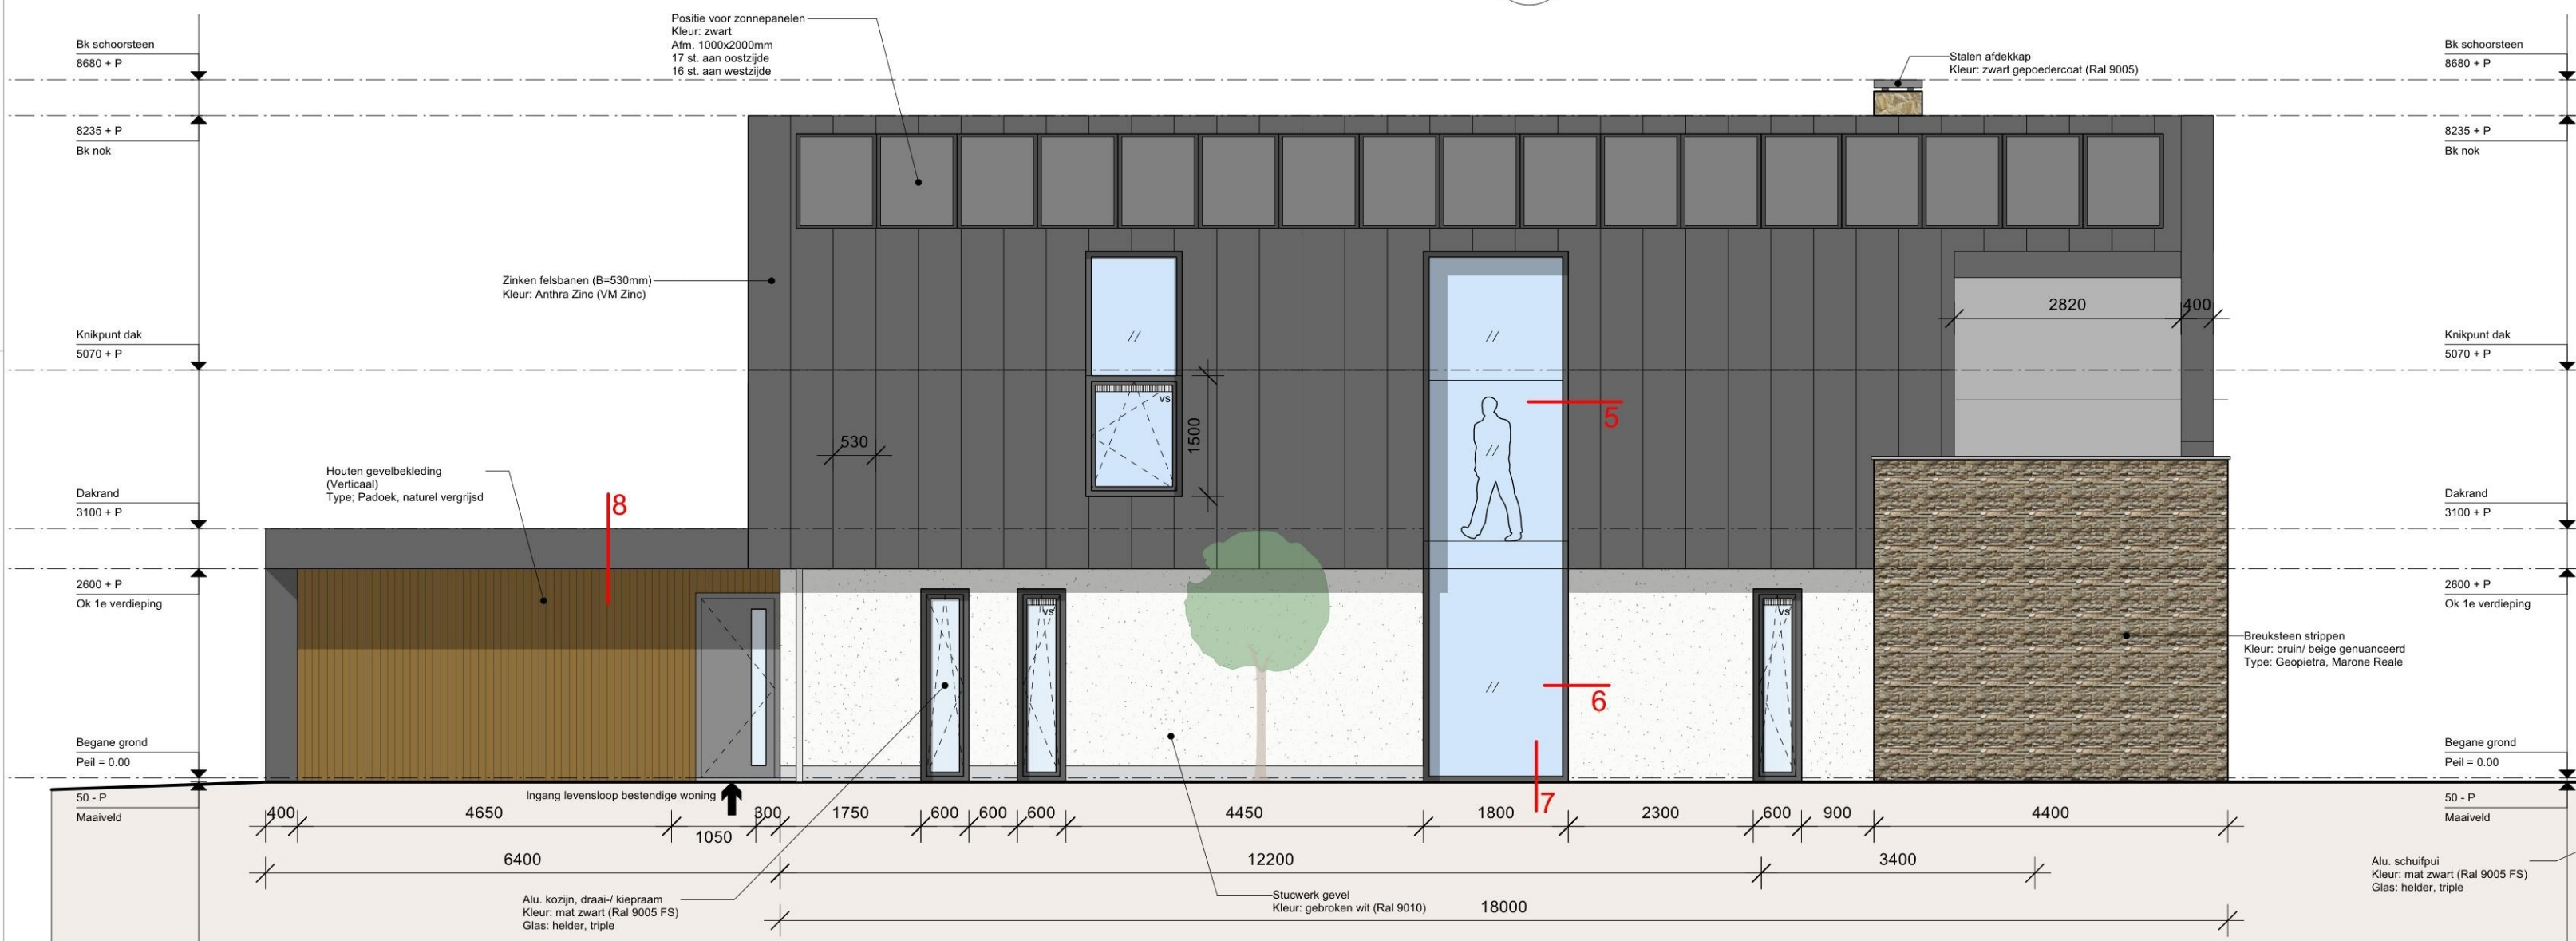 Positie voor zonnepanelen
Kleur: zwart
Afm. 1000x2000mm
17 st. aan oostzijde
16 st. aan westzijde
Bk schoorsteen
8680 + P
Stalen afdekkap
Kleur: zwart gepoedercoat (Ral 9005)
Bk schoorsteen
8680 + P
8235 + P
Bk nok
8235 + P
Bk nok
Zinken felsbanen (B=530mm)
Kleur: Anthra Zinc (VM Zinc)
2820
400
Knikpunt dak
5070 + P
Knikpunt dak
5070 + P
vs
5
530
1500
Houten gevelbekleding
(Verticaal)
Type; Padoek, naturel vergrijsd
8
Dakrand
3100 + P
Dakrand
3100 + P
2600 + P
Ok 1e verdieping
2600 + P
Ok 1e verdieping
vs
vs
Breuksteen strippen
Kleur: bruin/ beige genuanceerd
Type: Geopietra, Marone Reale
6
Begane grond
Peil = 0.00
Begane grond
Peil = 0.00
50 - P
Maaiveld
50 - P
Maaiveld
Ingang levensloop bestendige woning
7
400
4650
1050
300
1750
600
600
600
4450
1800
2300
600
900
4400
6400
12200
3400
Alu. kozijn, draai-/ kiepraam
Kleur: mat zwart (Ral 9005 FS)
Glas: helder, triple
Stucwerk gevel
Kleur: gebroken wit (Ral 9010)
18000
Alu. schuifpui
Kleur: mat zwart (Ral 9005 FS)
Glas: helder, triple